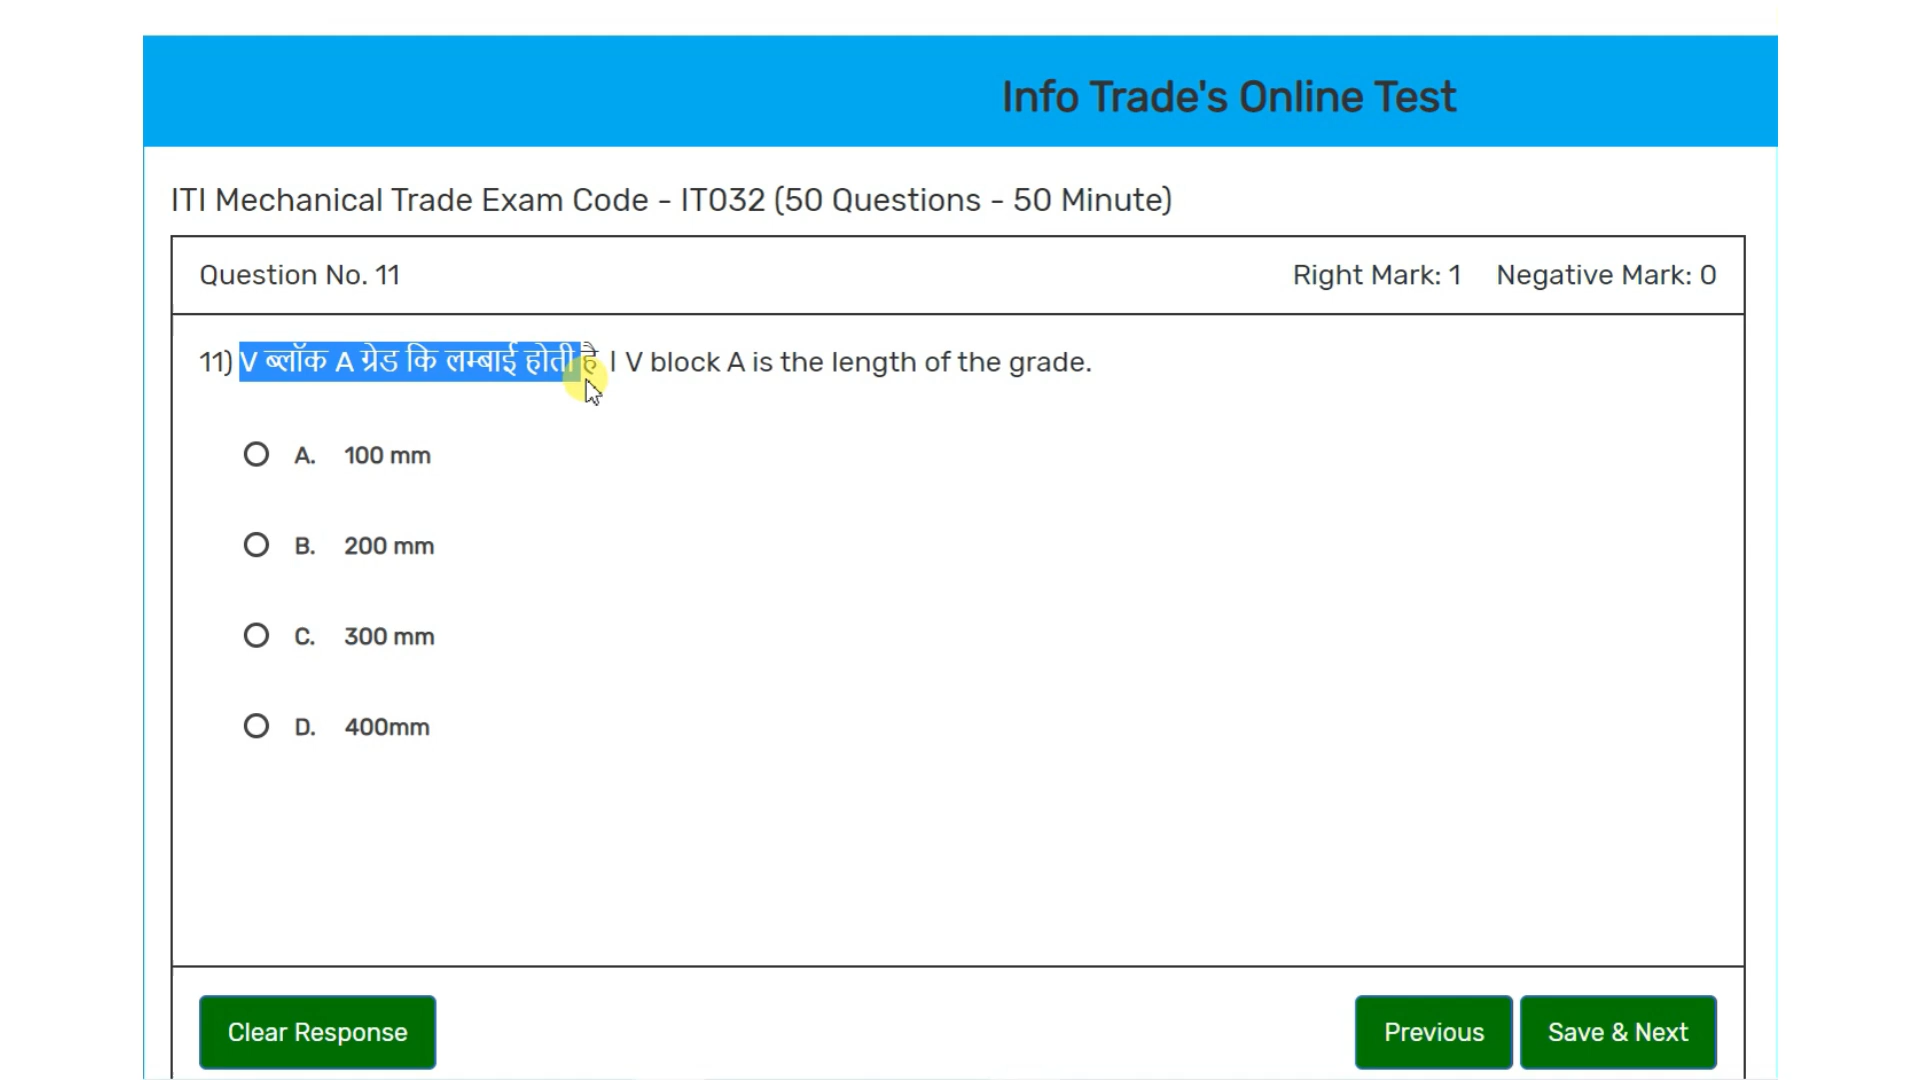 Info Trade's Online Test
ITI Mechanical Trade Exam Code - IT032 (50 Questions - 50 Minute)
Question No. 11 Right Mark: 1 Negative Mark: 0
11) V ब्लॉक A ग्रेड कि लम्बाई होती है | V block A is the length of the grade.
A. 100 mm
B. 200 mm
C. 300 mm
D. 400mm
Clear Response Previous Save & Next